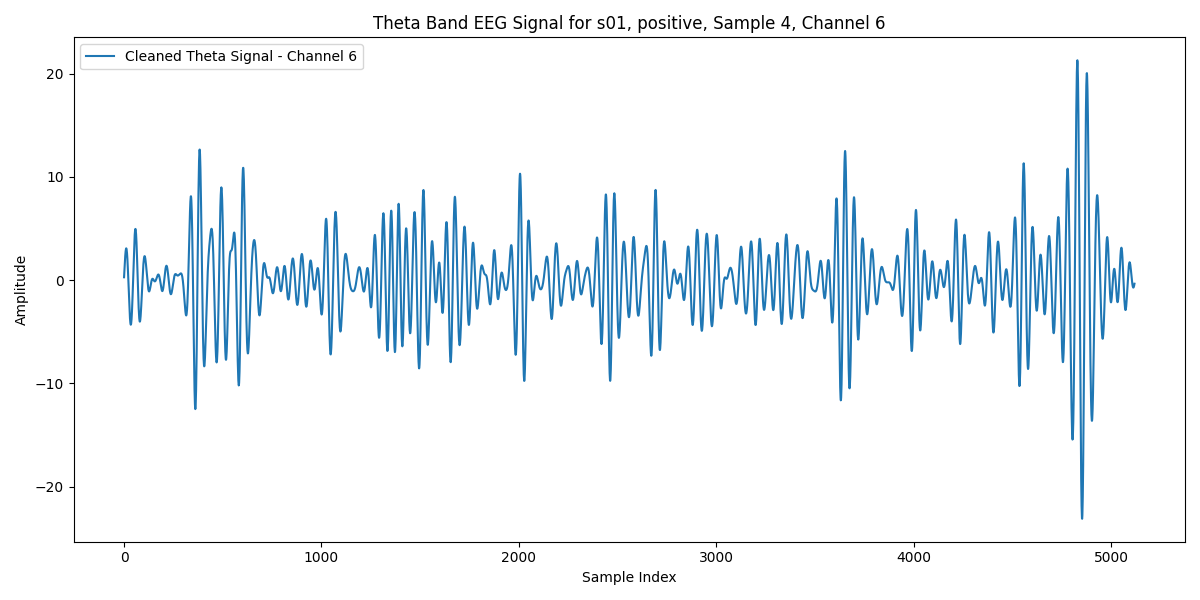 Theta Band EEG Signal for s01, positive, Sample 4, Channel 6
Cleaned Theta Signal - Channel 6
Amplitude
20
10
0
−10
−20
0 1000 2000 3000 4000 5000
Sample Index